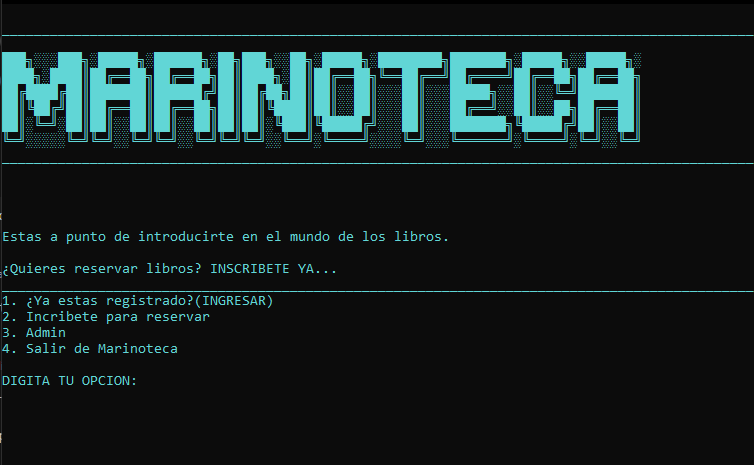 MARINOTECA
Estas a punto de introducirte en el mundo de los libros.
¿Quieres reservar libros? INSCRIBETE YA...
1. ¿Ya estas registrado?(INGRESAR)
2. Incribete para reservar
3. Admin
4. Salir de Marinoteca
DIGITA TU OPCION: